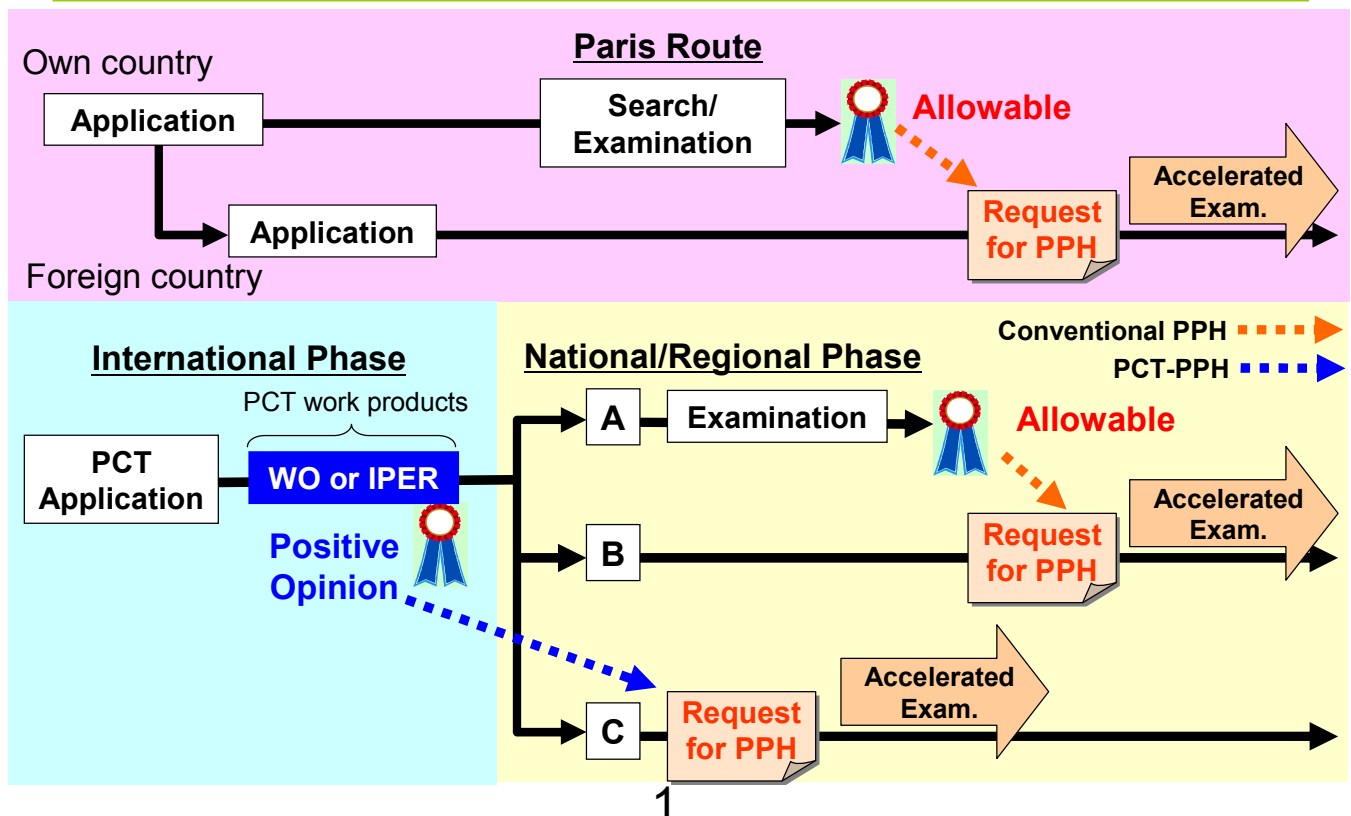 Paris Route
Own country
Application
Search/
Examination
Allowable
Accelerated
Exam.
Request
for PPH
Application
Foreign country
International Phase
PCT work products
PCT
Application
WO or IPER
Positive
Opinion
National/Regional Phase
Conventional PPH
PCT-PPH
A
Examination
Allowable
Accelerated
Exam.
B
Request
for PPH
Accelerated
Exam.
C
Request
for PPH
1